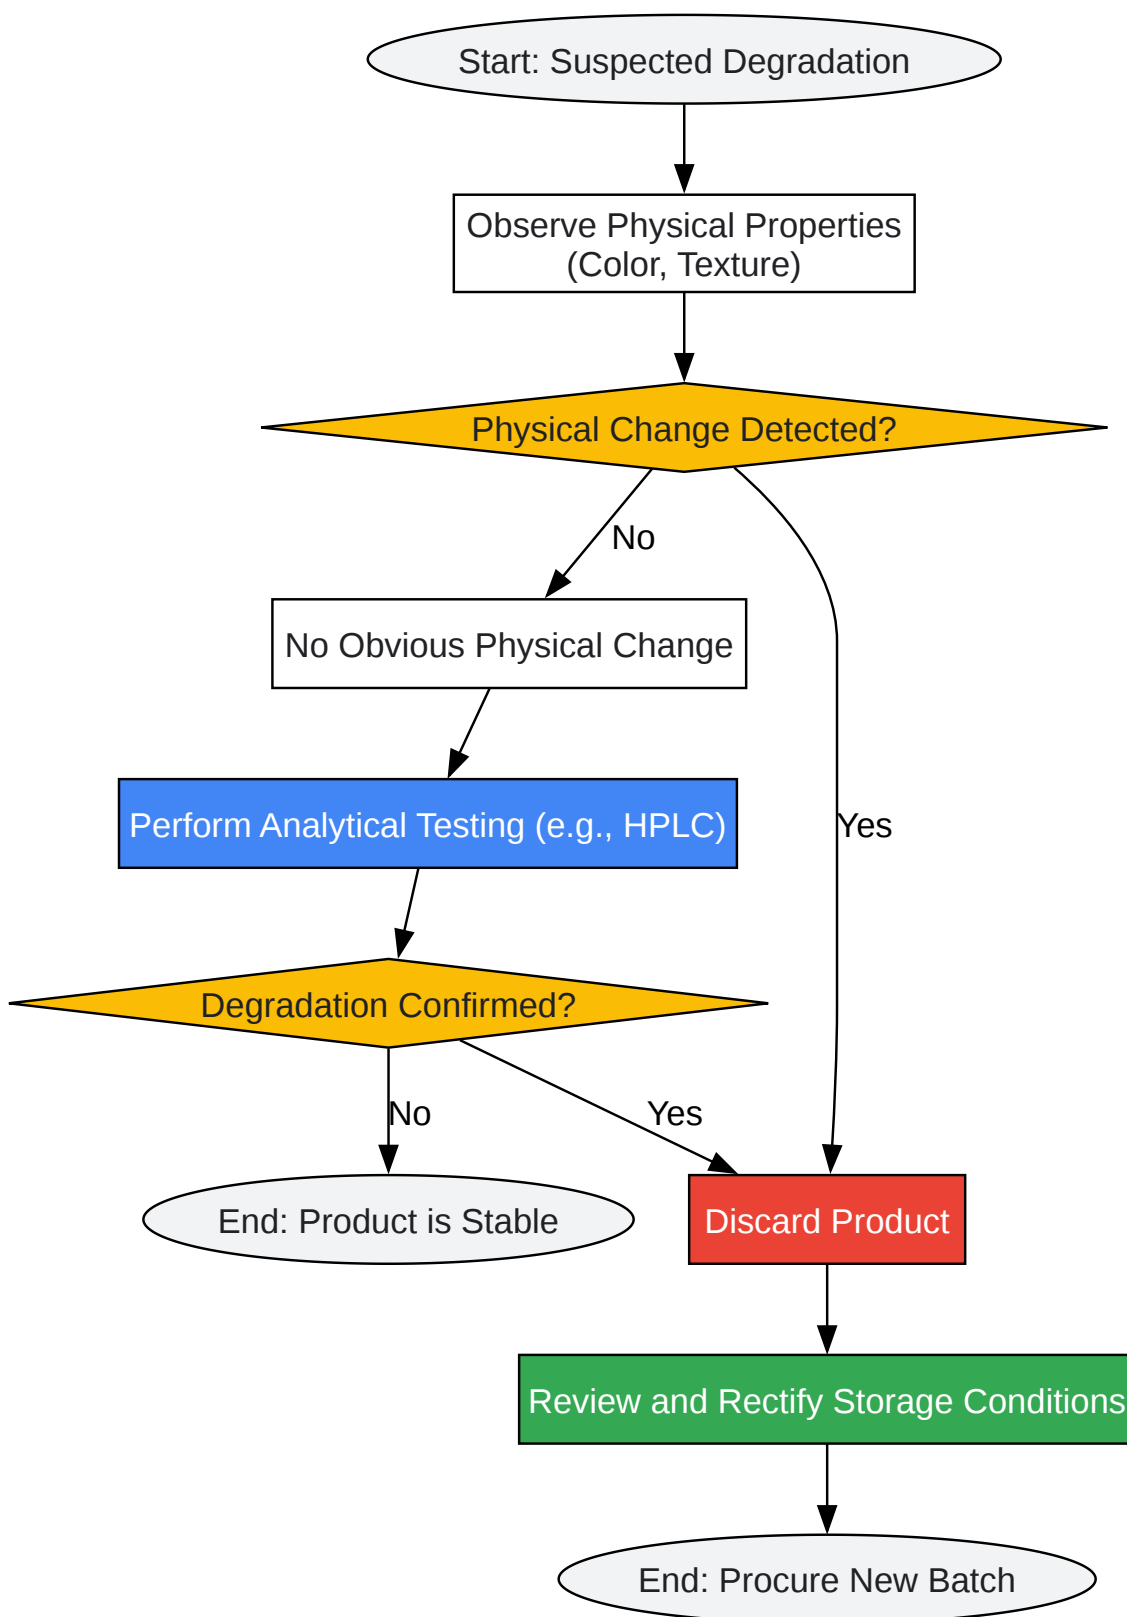 Start: Suspected Degradation
Observe Physical Properties
(Color, Texture)
Physical Change Detected?
No
No Obvious Physical Change
Perform Analytical Testing (e.g., HPLC)
Yes
Degradation Confirmed?
No
Yes
End: Product is Stable
Discard Product
Review and Rectify Storage Conditions
End: Procure New Batch